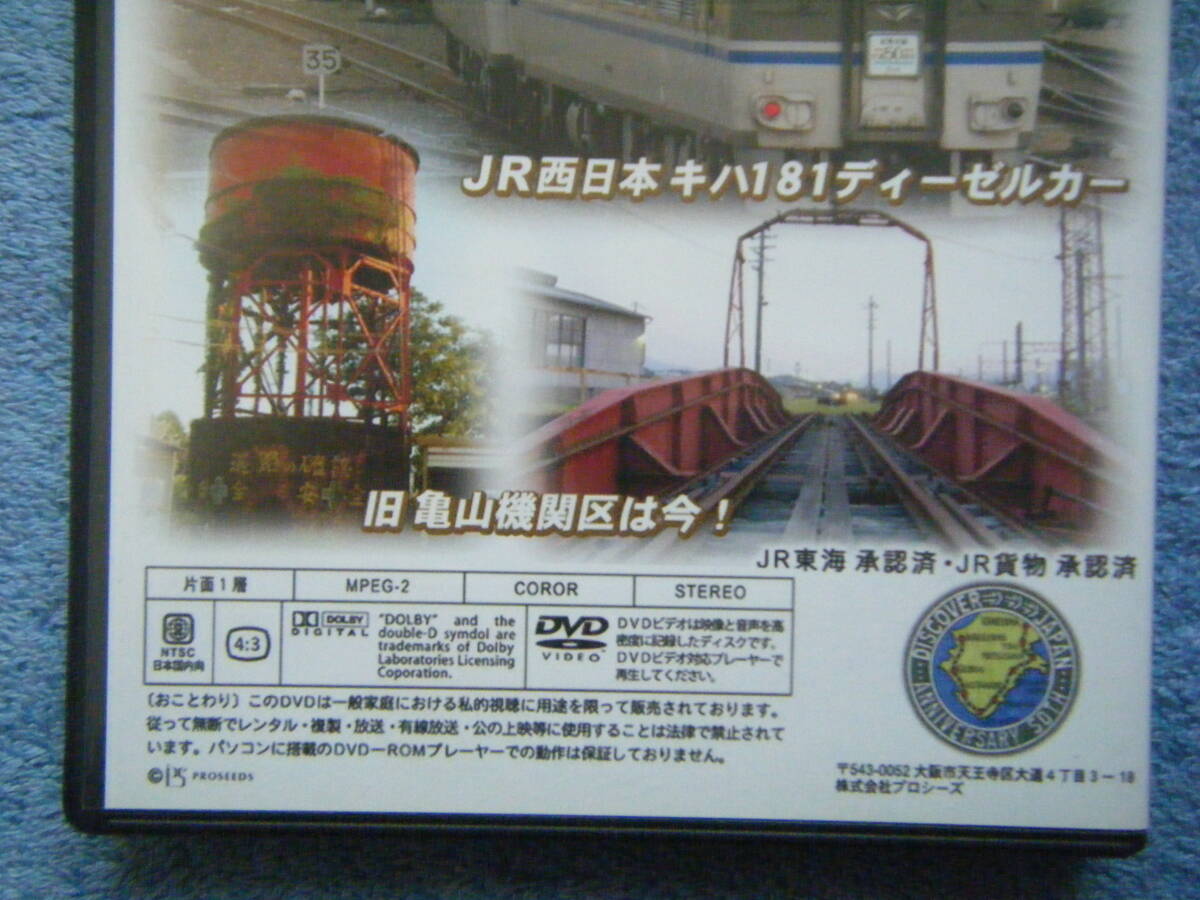 35
JR西日本 キハ181ディーゼルカー
旧 亀山機関区は今！
JR東海 承認済・JR貨物 承認済
片面1層
MPEG-2
COROR
STEREO
NTSC
日本国内向
4:3
DOLBY
DIGITAL
"DOLBY" and the
double-D symdol are
trademarks of Dolby
Laboratories Licensing
Coporation.
DVD
VIDEO
DVDビデオは映像と音声を高
密度に記録したディスクです。
DVDビデオ対応プレーヤーで
再生してください。
〔おことわり〕このDVDは一般家庭における私的視聴に用途を限って販売されております。
従って無断でレンタル・複製・放送・有線放送・公の上映等に使用することは法律で禁止されて
います。パソコンに搭載のDVD－ROMプレーヤーでの動作は保証しておりません。
© PROSEEDS
DISCOVER→→→JAPAN
ANNIVERSARY 50TH
〒543-0052 大阪市天王寺区大道4丁目3－18
株式会社プロシーズ